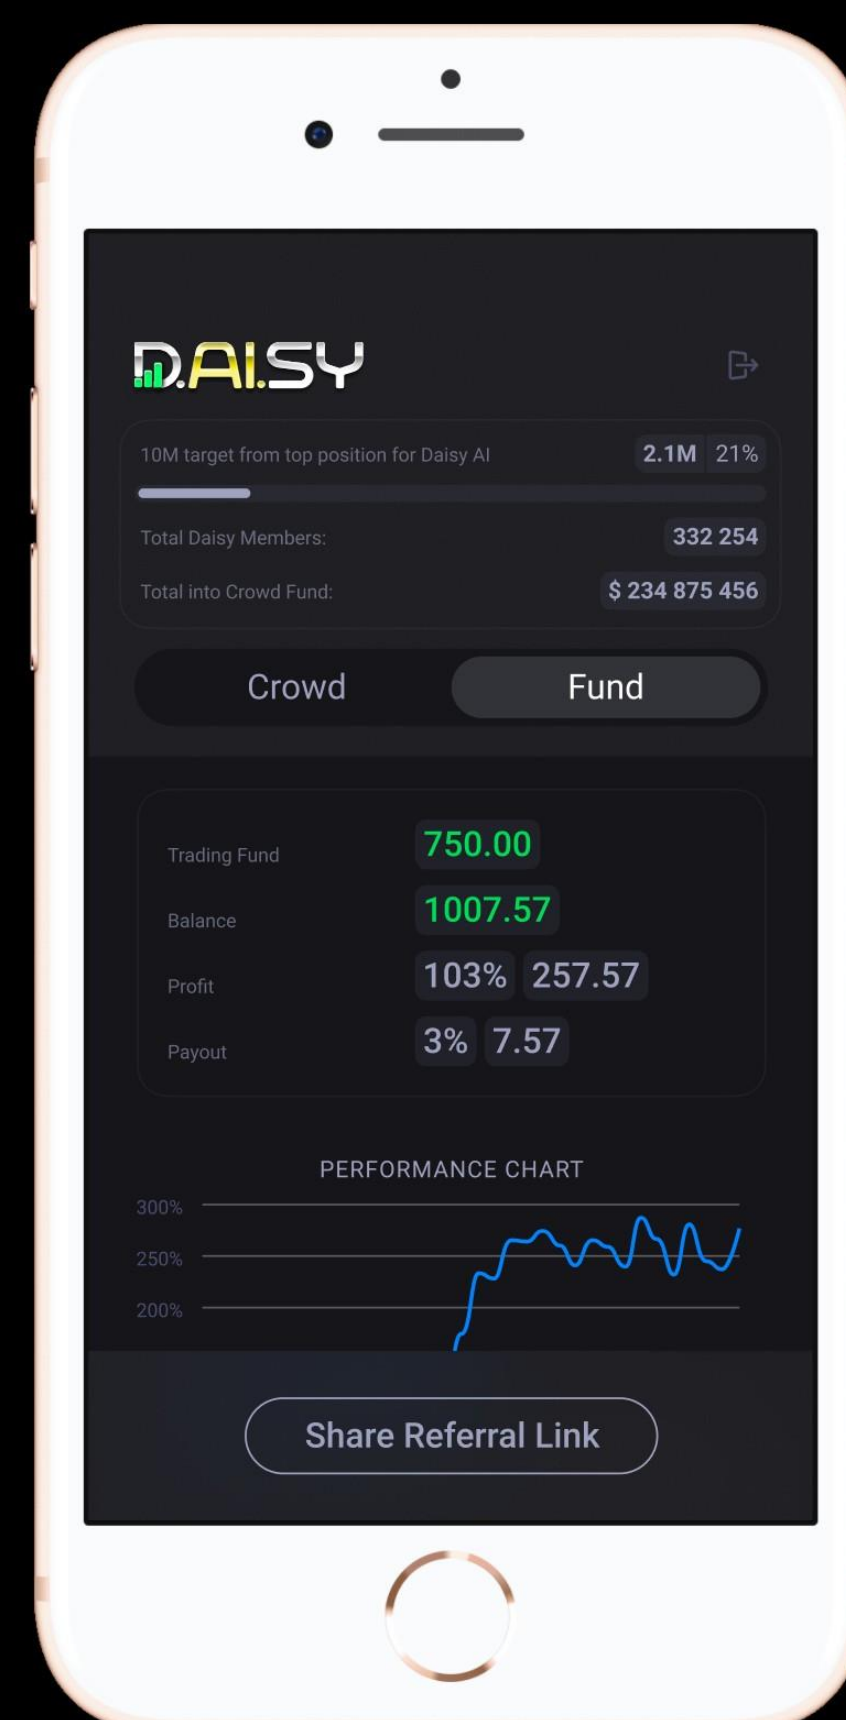 D.AI.SY
10M target from top position for Daisy AI 2.1M 21%
Total Daisy Members: 332 254
Total into Crowd Fund: $ 234 875 456
Crowd Fund
Trading Fund 750.00
Balance 1007.57
Profit 103% 257.57
Payout 3% 7.57
PERFORMANCE CHART
300%
250%
200%
Share Referral Link